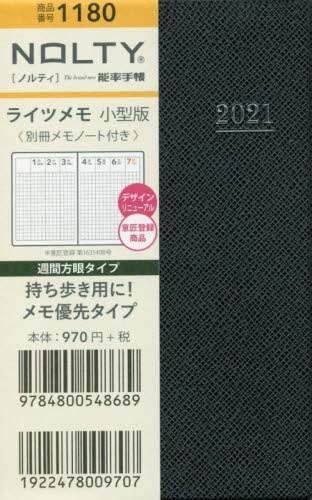 商品番号 1180
NOLTY
[ノルティ] The brand new 能率手帳
ライツメモ 小型版
〈別冊メモノート付き〉
1 2 3 4 5 6 7
デザインリニューアル
意匠登録商品
週間方眼タイプ
持ち歩き用に!
メモ優先タイプ
本体:970円+税
9784800548689
1922478009707
2021